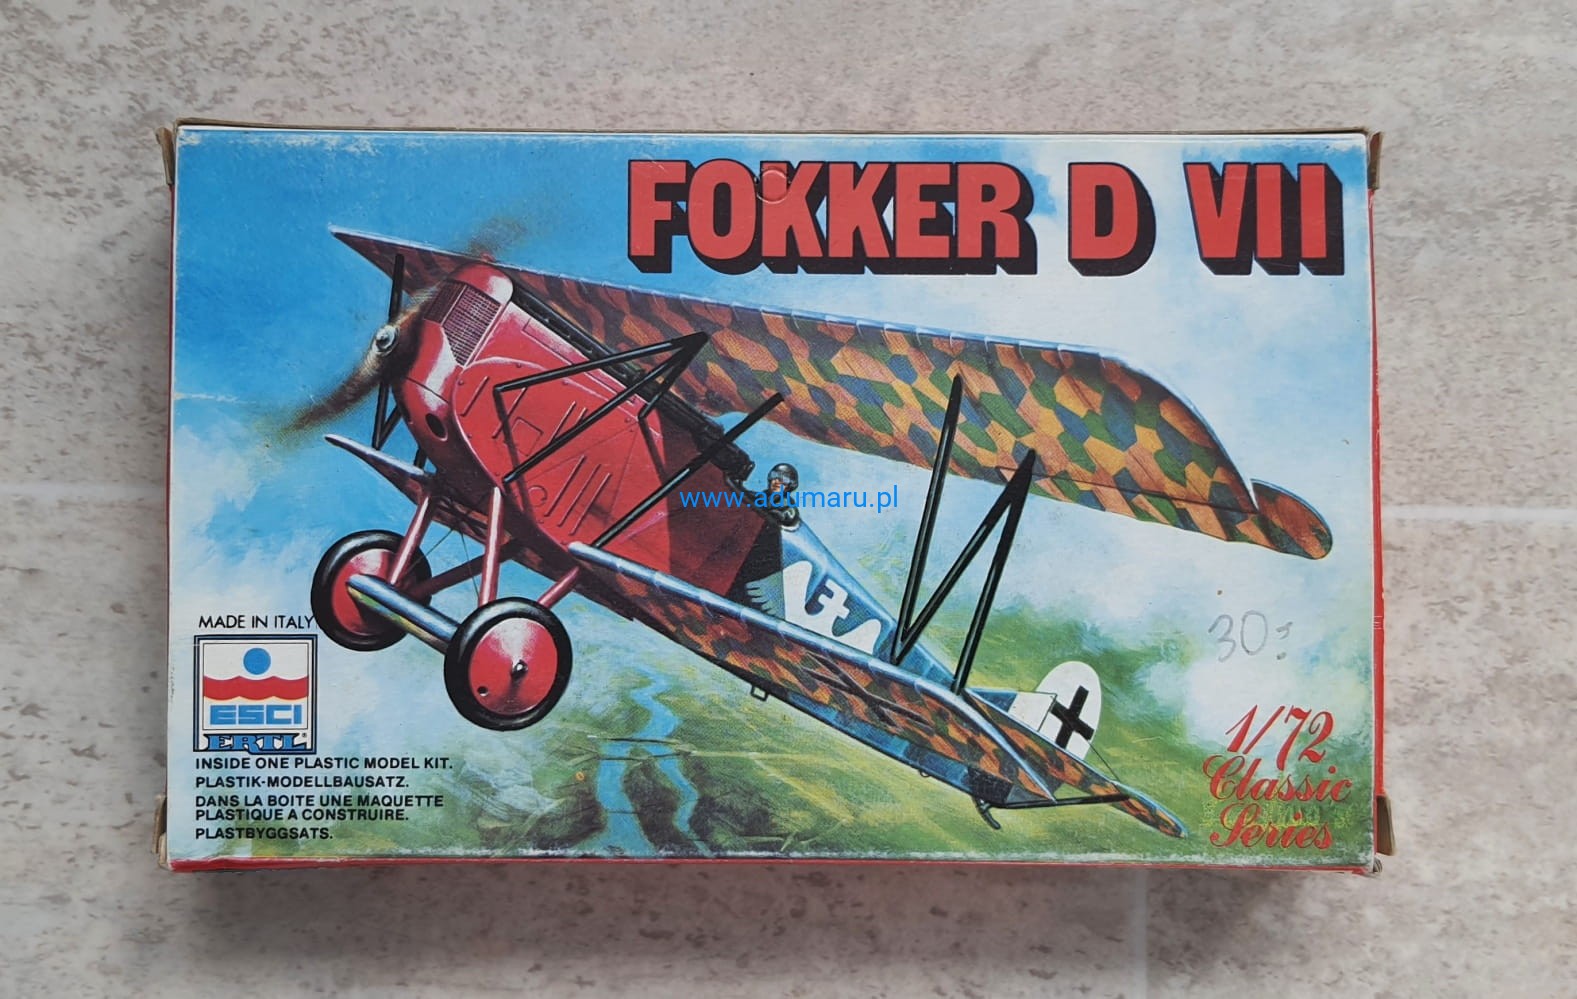 FOKKER D VII
www.adumaru.pl
MADE IN ITALY
ESCI
ERTL
INSIDE ONE PLASTIC MODEL KIT.
PLASTIK-MODELLBAUSATZ.
DANS LA BOITE UNE MAQUETTE
PLASTIQUE A CONSTRUIRE.
PLASTBYGGSATS.
30
1/72
Classic
Series